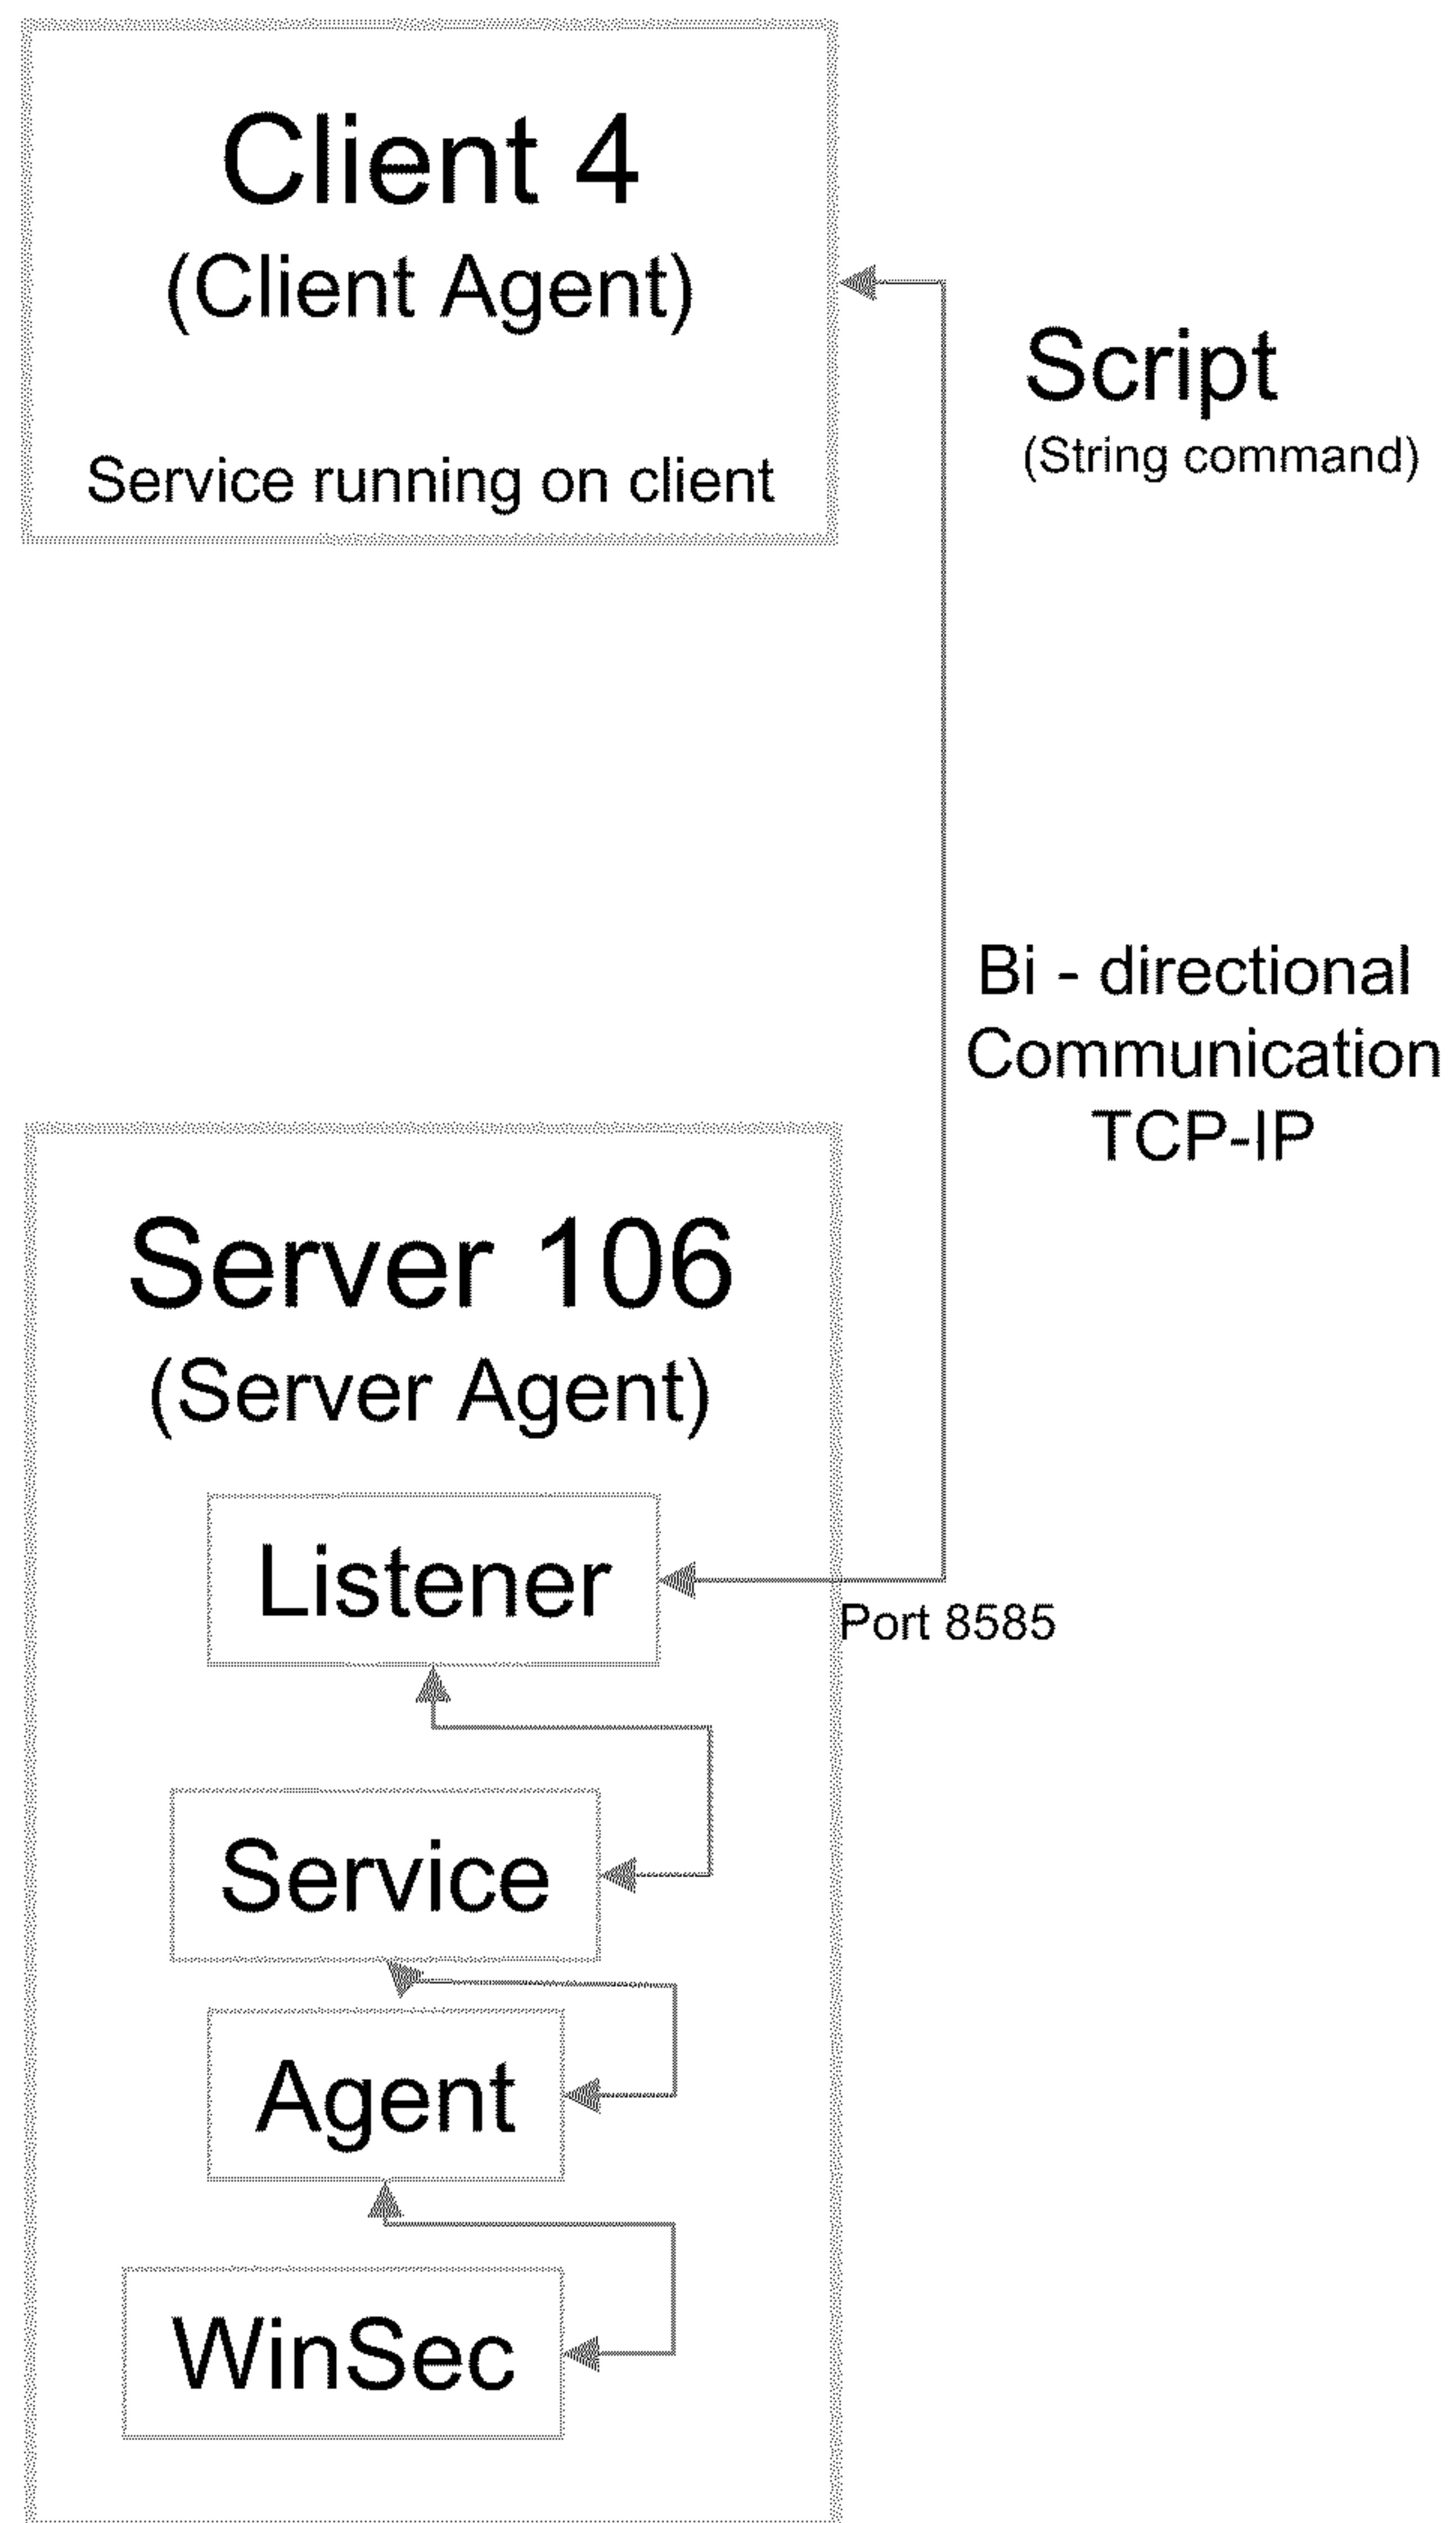 Client 4
(Client Agent)
Service running on client
Script
(String command)
Bi - directional
Communication
TCP-IP
Server 106
(Server Agent)
Listener
Port 8585
Service
Agent
WinSec